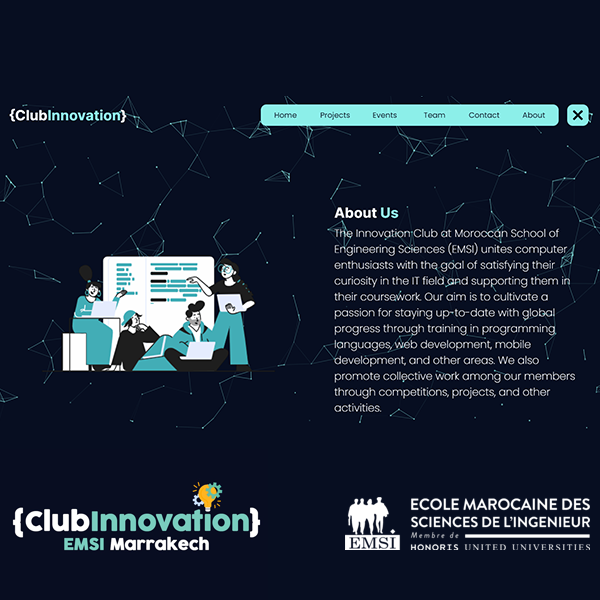 {ClubInnovation}
Home Projects Events Team Contact About
About Us
The Innovation Club at Moroccan School of
Engineering Sciences (EMSI) unites computer
enthusiasts with the goal of satisfying their
curiosity in the IT field and supporting them in
their coursework. Our aim is to cultivate a
passion for staying up-to-date with global
progress through training in programming
languages, web development, mobile
development, and other areas. We also
promote collective work among our members
through competitions, projects, and other
activities.
{ClubInnovation}
EMSI Marrakech
EMSI
ECOLE MAROCAINE DES
SCIENCES DE L'INGENIEUR
Membre de
HONORIS UNITED UNIVERSITIES